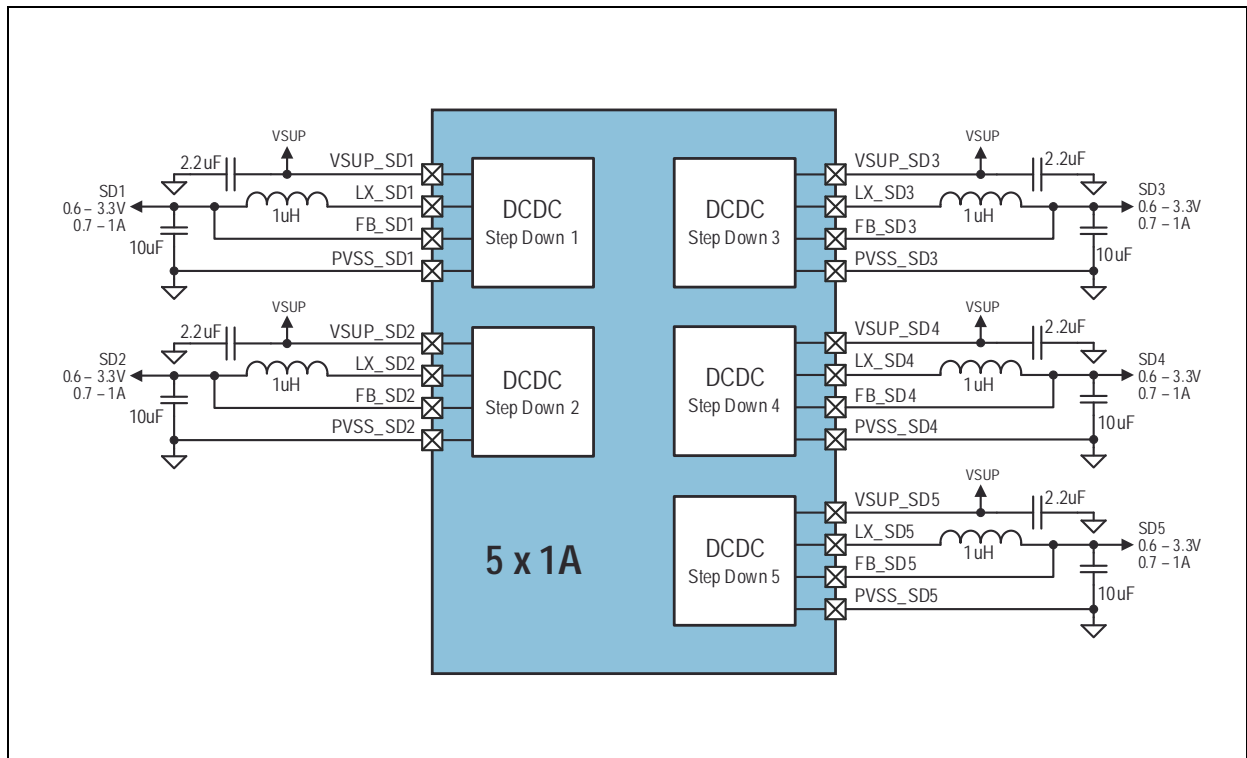 VSUP
2.2uF
VSUP_SD1
SD1
0.6 – 3.3V
0.7 – 1A
LX_SD1
1uH
FB_SD1
10uF
PVSS_SD1
DCDC
Step Down 1
VSUP
2.2uF
VSUP_SD2
SD2
0.6 – 3.3V
0.7 – 1A
LX_SD2
1uH
FB_SD2
10uF
PVSS_SD2
DCDC
Step Down 2
5 x 1A
DCDC
Step Down 3
VSUP_SD3
VSUP
2.2uF
LX_SD3
1uH
SD3
0.6 – 3.3V
0.7 – 1A
FB_SD3
10uF
PVSS_SD3
DCDC
Step Down 4
VSUP_SD4
VSUP
2.2uF
LX_SD4
1uH
SD4
0.6 – 3.3V
0.7 – 1A
FB_SD4
10uF
PVSS_SD4
DCDC
Step Down 5
VSUP_SD5
VSUP
2.2uF
LX_SD5
1uH
SD5
0.6 – 3.3V
0.7 – 1A
FB_SD5
10uF
PVSS_SD5